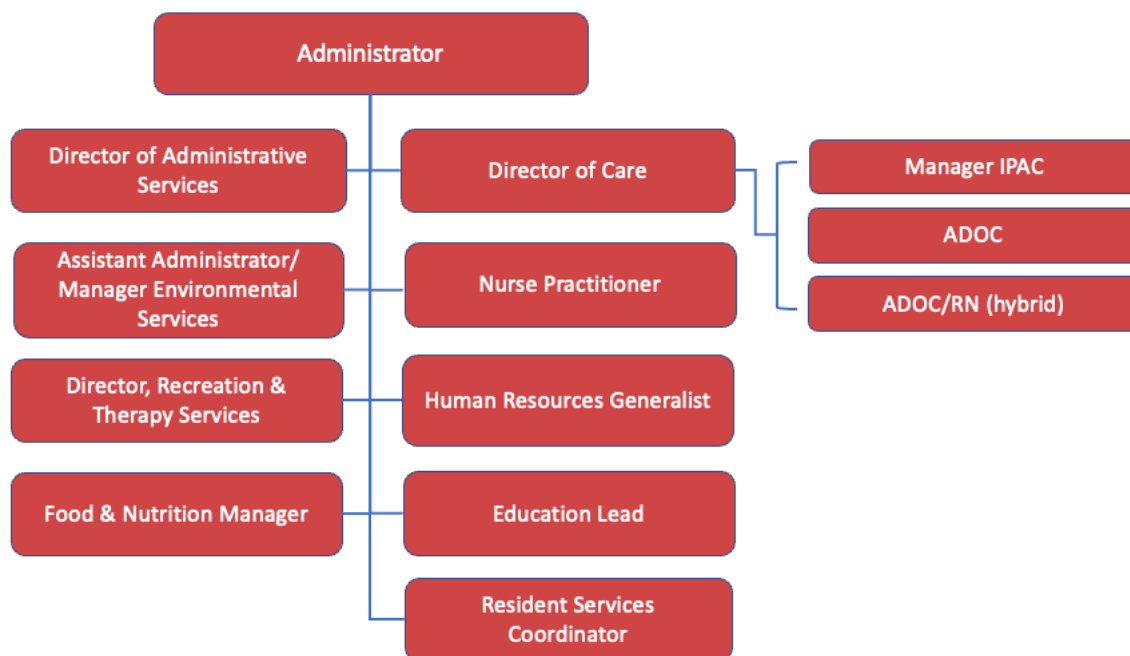 Administrator
Director of Administrative
Services
Director of Care
Manager IPAC
ADOC
ADOC/RN (hybrid)
Assistant Administrator/
Manager Environmental
Services
Nurse Practitioner
Director, Recreation &
Therapy Services
Human Resources Generalist
Food & Nutrition Manager
Education Lead
Resident Services
Coordinator